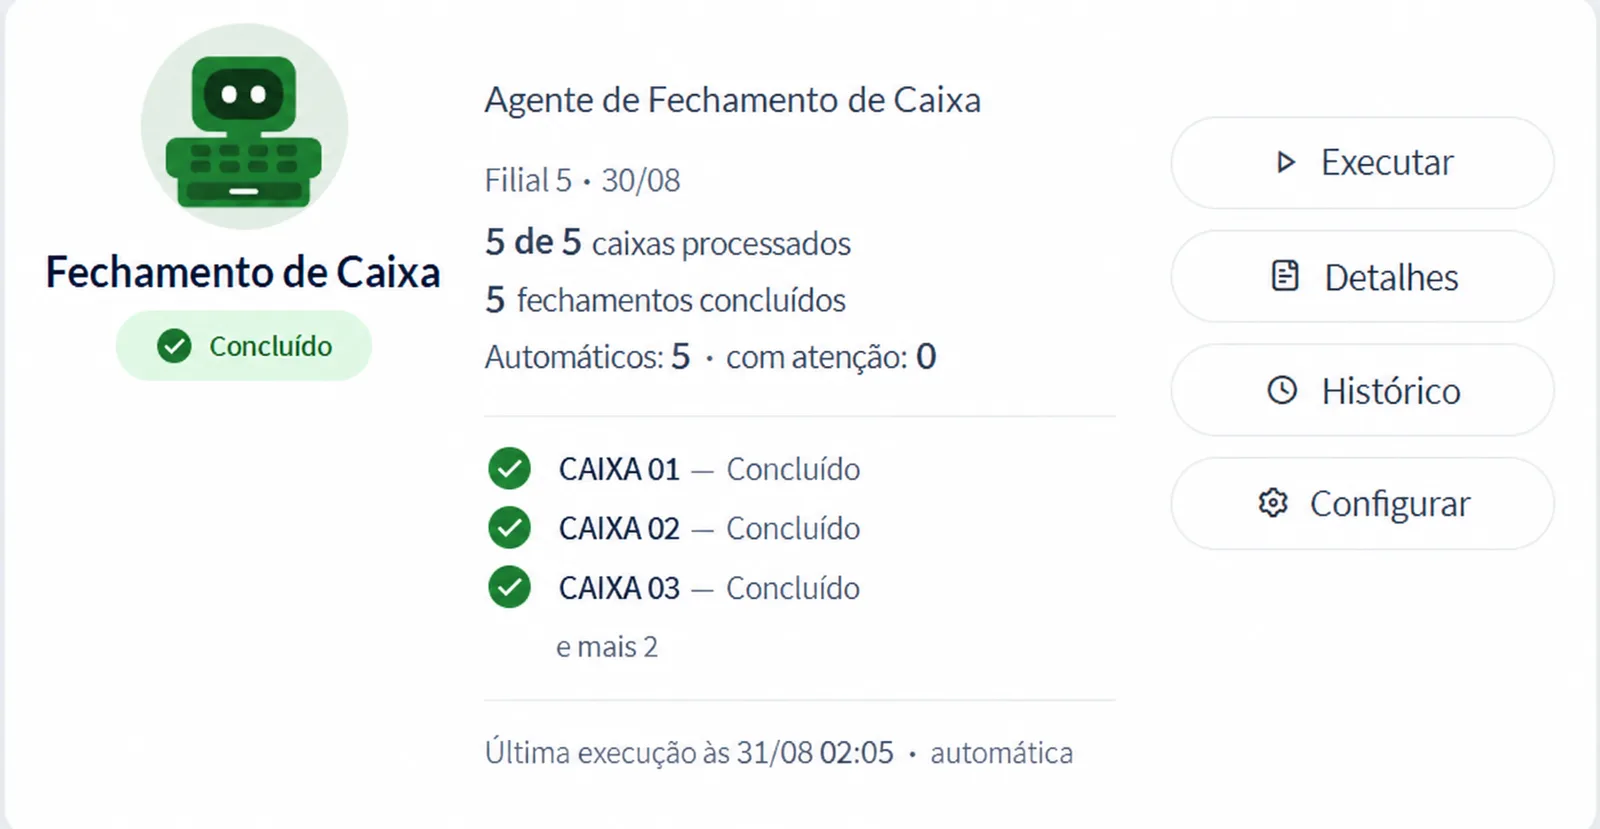 Fechamento de Caixa
Concluído
Agente de Fechamento de Caixa
Filial 5 • 30/08
5 de 5 caixas processados
5 fechamentos concluídos
Automáticos: 5 • com atenção: 0
CAIXA 01 — Concluído
CAIXA 02 — Concluído
CAIXA 03 — Concluído
e mais 2
Última execução às 31/08 02:05 • automática
Executar
Detalhes
Histórico
Configurar